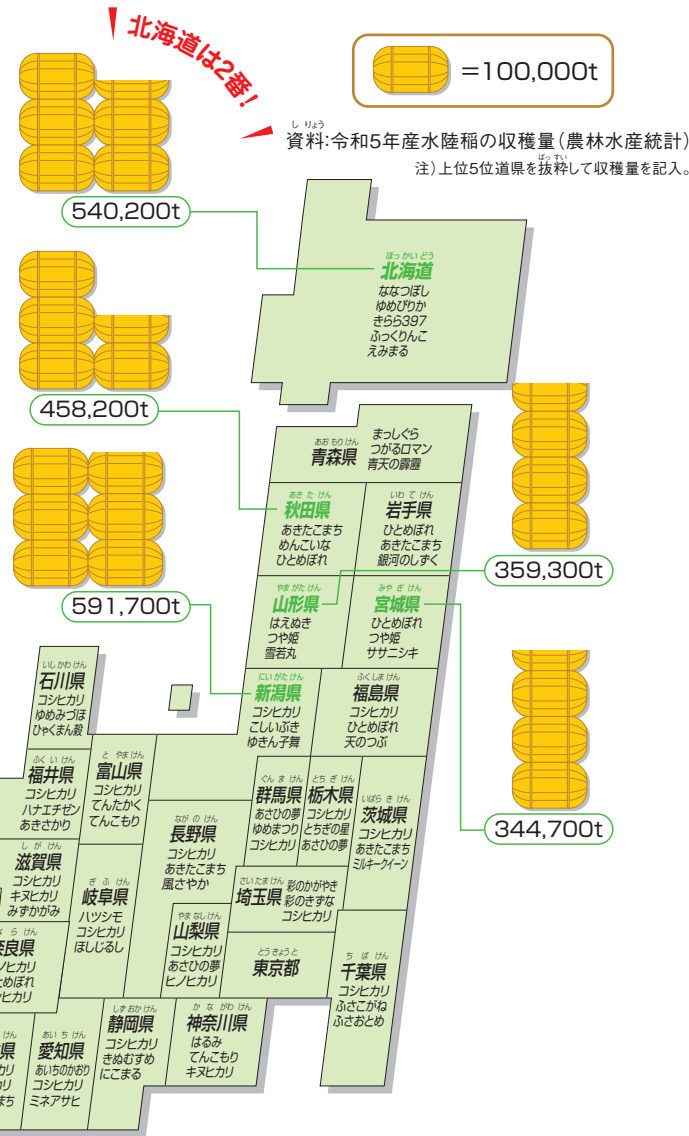 北海道は2番!
=100,000t
資料:令和5年産水陸稲の収穫量(農林水産統計)
しりょう
注)上位5位道県を抜粋して収穫量を記入。
ばっすい
540,200t
ほっかいどう
北海道
ななつぼし
ゆめぴりか
きらら397
ふっくりんこ
えみまる
458,200t
あおもりけん
青森県
まっしぐら
つがるロマン
青天の霹靂
あきたけん
秋田県
あきたこまち
めんこいな
ひとめぼれ
いわてけん
岩手県
ひとめぼれ
あきたこまち
銀河のしずく
359,300t
やまがたけん
山形県
はえぬき
つや姫
雪若丸
みやぎけん
宮城県
ひとめぼれ
つや姫
ササニシキ
591,700t
にいがたけん
新潟県
コシヒカリ
こしいぶき
ゆきん子舞
ふくしまけん
福島県
コシヒカリ
ひとめぼれ
天のつぶ
344,700t
いしかわけん
石川県
コシヒカリ
ゆめみづほ
ひゃくまん穀
ふくいけん
福井県
コシヒカリ
ハナエチゼン
あきさかり
とやまけん
富山県
コシヒカリ
てんたかく
てんこもり
ながのけん
長野県
コシヒカリ
あきたこまち
風さやか
ぐんまけん
群馬県
あさひの夢
ゆめまつり
コシヒカリ
とちぎけん
栃木県
コシヒカリ
とちぎの星
あさひの夢
いばらきけん
茨城県
コシヒカリ
あきたこまち
ミルキークイーン
しがけん
滋賀県
コシヒカリ
キヌヒカリ
みずかがみ
ぎふけん
岐阜県
ハツシモ
コシヒカリ
ほしじるし
さいたまけん
埼玉県
彩のかがやき
彩のきずな
コシヒカリ
やまなしけん
山梨県
コシヒカリ
あさひの夢
ヒノヒカリ
とうきょうと
東京都
ちばけん
千葉県
コシヒカリ
ふさこがね
ふさおとめ
らけん
良県
ノヒカリ
めぼれ
ヒカリ
しずおかけん
静岡県
コシヒカリ
きぬむすめ
にこまる
かながわけん
神奈川県
はるみ
てんこもり
キヌヒカリ
あいちけん
愛知県
あいちのかおり
コシヒカリ
ミネアサヒ
けん
県
カリ
カリ
まち